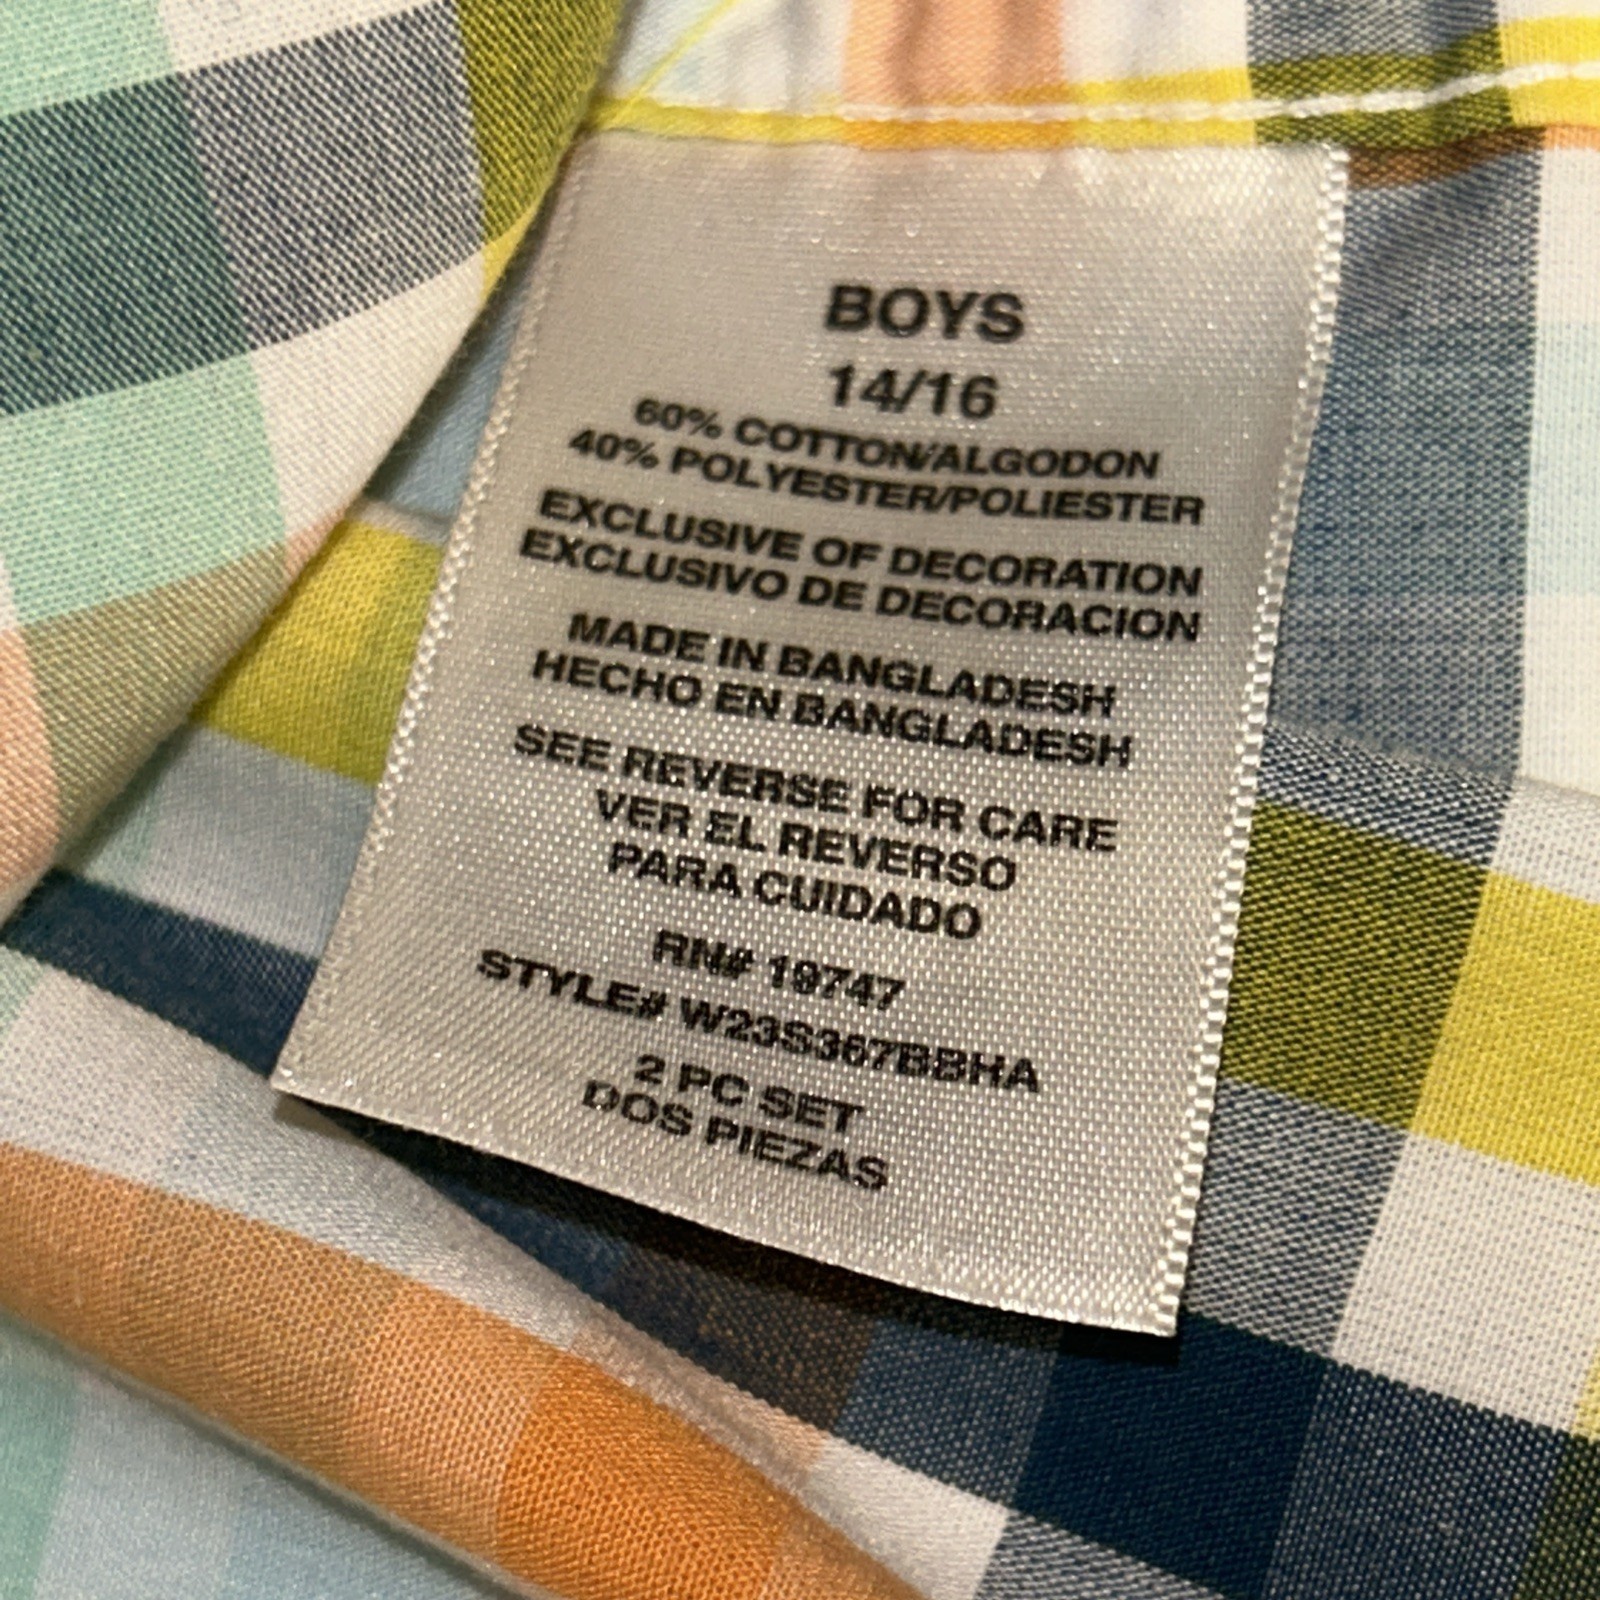 BOYS
14/16
60% COTTON/ALGODON
40% POLYESTER/POLIESTER
EXCLUSIVE OF DECORATION
EXCLUSIVO DE DECORACION
MADE IN BANGLADESH
HECHO EN BANGLADESH
SEE REVERSE FOR CARE
VER EL REVERSO
PARA CUIDADO
RN# 19747
STYLE# W23S367BBHA
2 PC SET
DOS PIEZAS